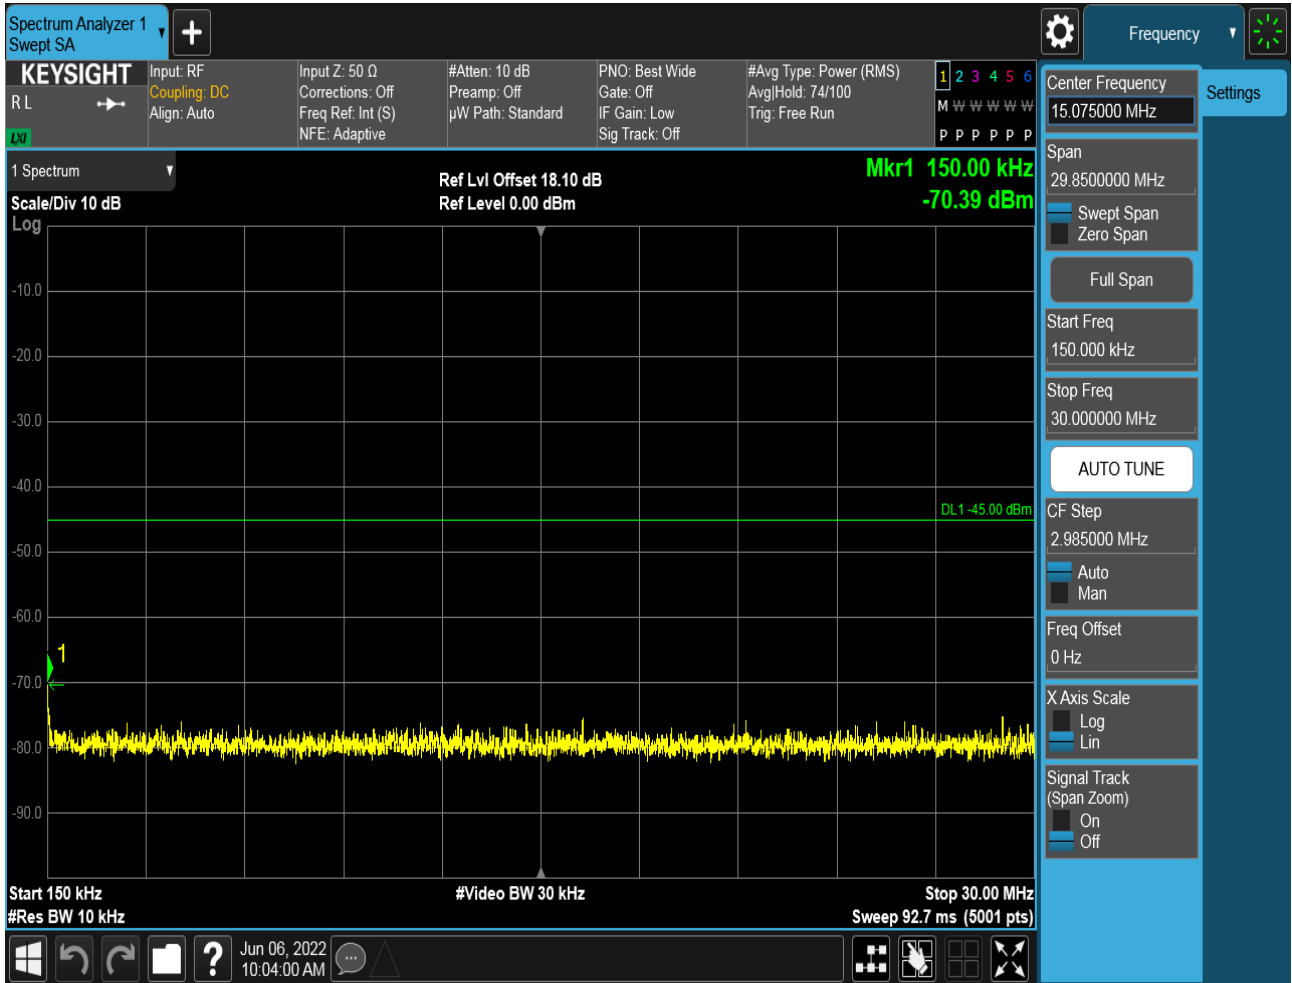 Spectrum Analyzer 1
Swept SA
Frequency
KEYSIGHT
R L
LXI
Input: RF
Coupling: DC
Align: Auto
Input Z: 50 Ω
Corrections: Off
Freq Ref: Int (S)
NFE: Adaptive
#Atten: 10 dB
Preamp: Off
µW Path: Standard
PNO: Best Wide
Gate: Off
IF Gain: Low
Sig Track: Off
#Avg Type: Power (RMS)
Avg|Hold: 74/100
Trig: Free Run
1 2 3 4 5 6
M W W W W W
P P P P P P
1 Spectrum
Scale/Div 10 dB
Log
Ref Lvl Offset 18.10 dB
Ref Level 0.00 dBm
Mkr1 150.00 kHz
-70.39 dBm
-10.0
-20.0
-30.0
-40.0
DL1 -45.00 dBm
-50.0
-60.0
1
-70.0
-80.0
-90.0
Start 150 kHz
#Video BW 30 kHz
Stop 30.00 MHz
#Res BW 10 kHz
Sweep 92.7 ms (5001 pts)
Center Frequency
15.075000 MHz
Settings
Span
29.8500000 MHz
Swept Span
Zero Span
Full Span
Start Freq
150.000 kHz
Stop Freq
30.000000 MHz
AUTO TUNE
CF Step
2.985000 MHz
Auto
Man
Freq Offset
0 Hz
X Axis Scale
Log
Lin
Signal Track
(Span Zoom)
On
Off
?
Jun 06, 2022
10:04:00 AM